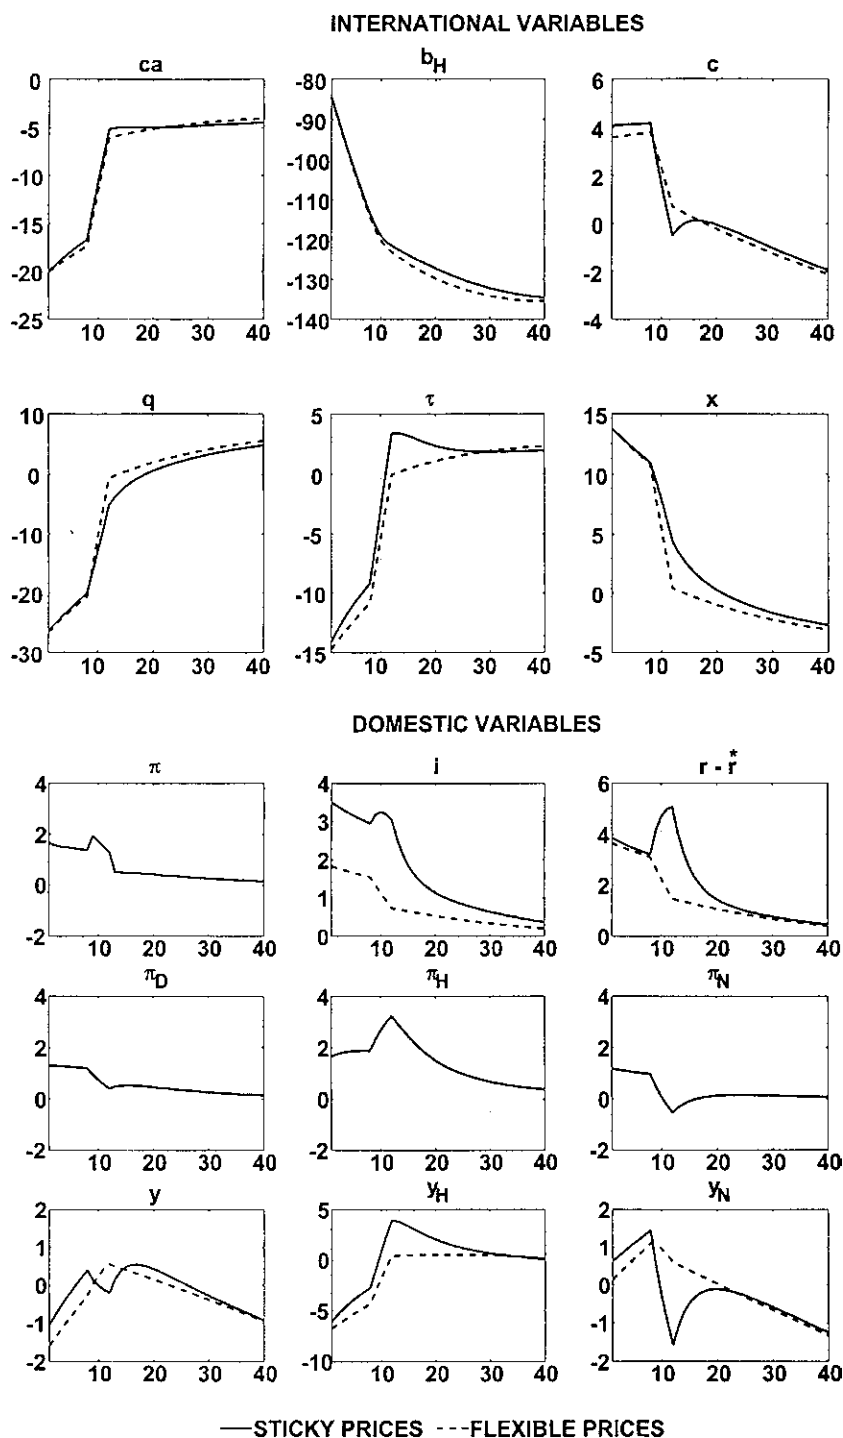 INTERNATIONAL VARIABLES
ca b_H c
0 -5 -10 -15 -20 -25
10 20 30 40
-80 -90 -100 -110 -120 -130 -140
10 20 30 40
6 4 2 0 -2 -4
10 20 30 40
q τ x
10 0 -10 -20 -30
10 20 30 40
5 0 -5 -10 -15
10 20 30 40
15 10 5 0 -5
10 20 30 40
DOMESTIC VARIABLES
π i r - r*
4 2 0 -2
10 20 30 40
4 3 2 1 0
10 20 30 40
6 4 2 0
10 20 30 40
π_D π_H π_N
4 2 0 -2
10 20 30 40
4 2 0 -2
10 20 30 40
4 2 0 -2
10 20 30 40
y y_H y_N
2 1 0 -1 -2
10 20 30 40
5 0 -5 -10
10 20 30 40
2 1 0 -1 -2
10 20 30 40
STICKY PRICES FLEXIBLE PRICES